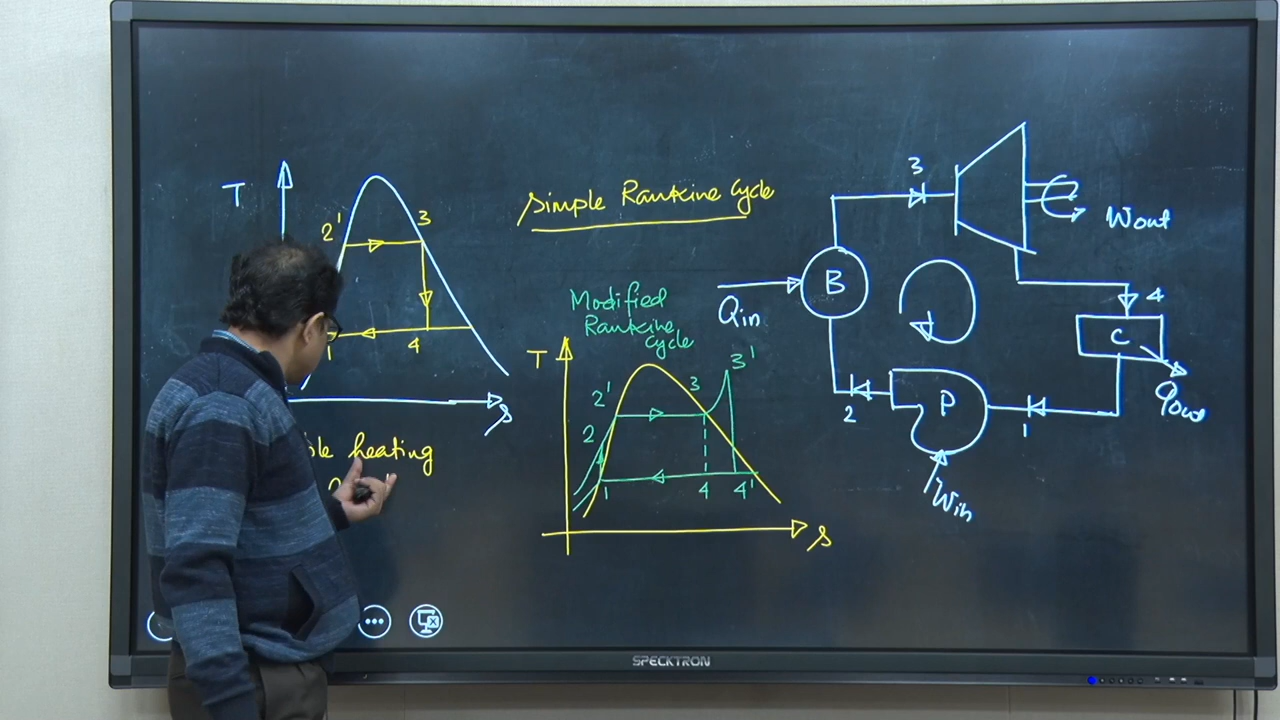 T
2'
3
1
4
s
ble heating
Simple Rankine Cycle
Modified
Rankine
Cycle
T
2'
3
3'
2
1
4
4'
s
3
Wout
B
Qin
4
C
Qout
2
P
1
Win
SPECKTRON